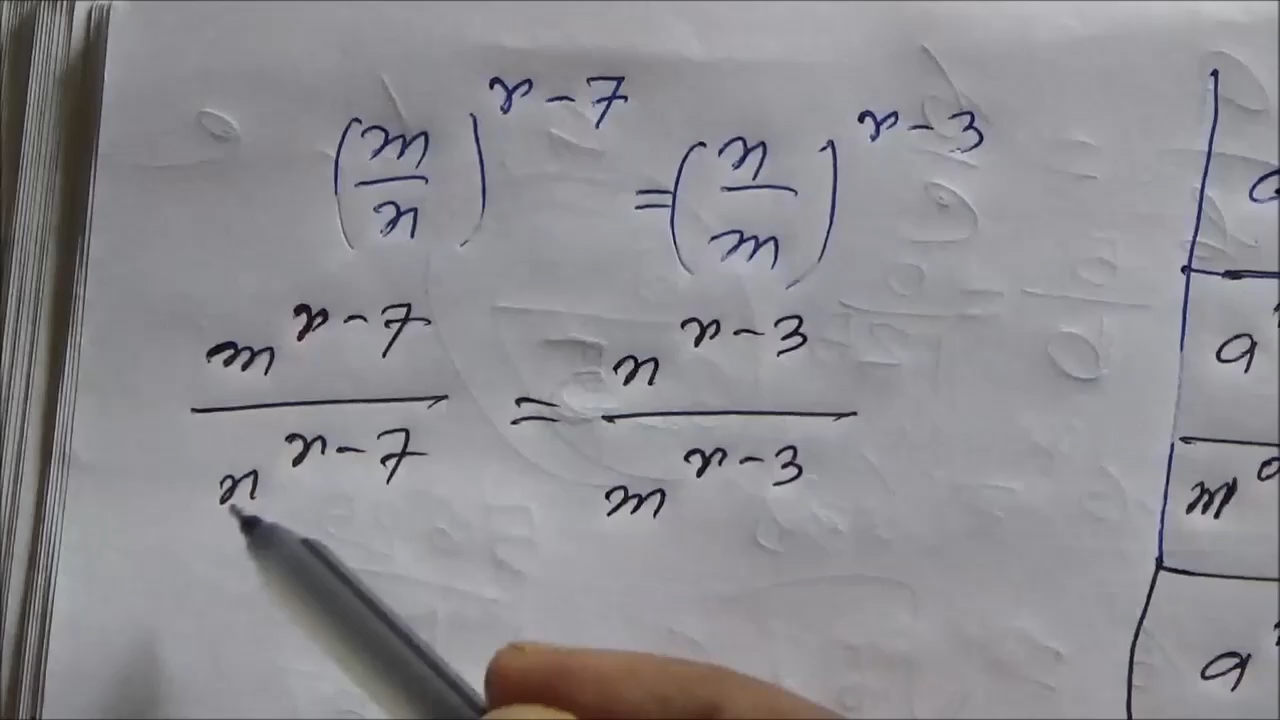 (m/n)^(x-7) = (n/m)^(x-3)
m^(x-7)/n^(x-7) = n^(x-3)/m^(x-3)
a
a
m
a